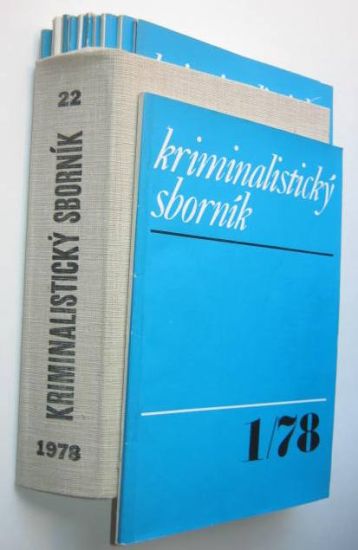 22
KRIMINALISTICKÝ SBORNÍK
1978
kriminalistický
sborník
1/78